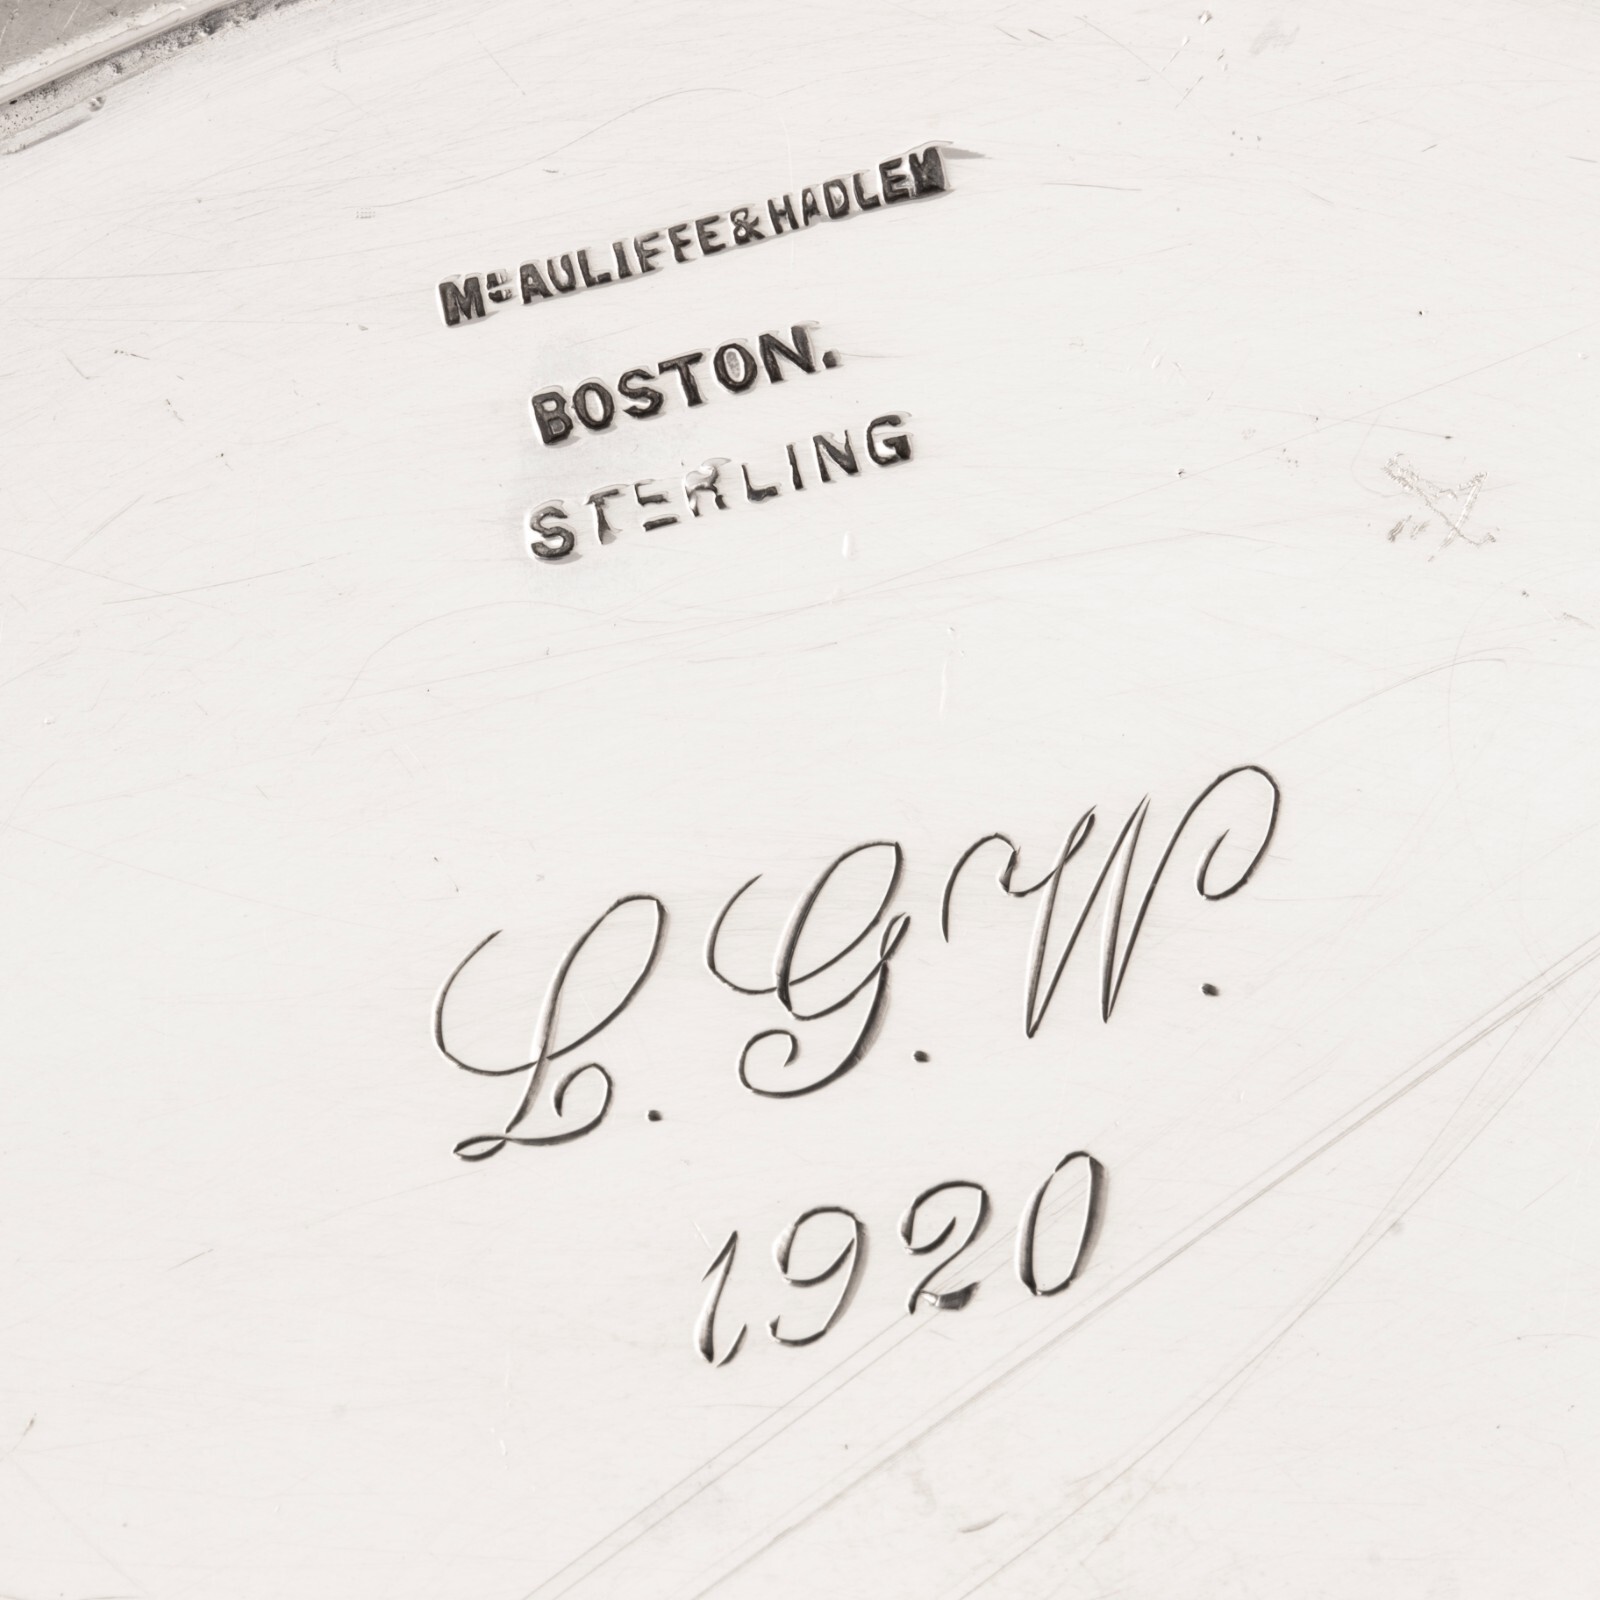 McAULIFFE & HADLEY
BOSTON.
STERLING
L. G. W.
1920